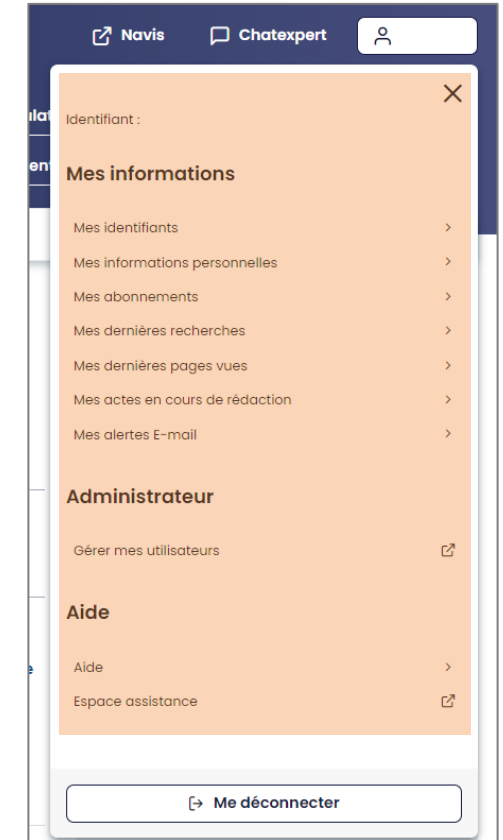 Navis
Chatexpert
Identifiant :
Mes informations
Mes identifiants
Mes informations personnelles
Mes abonnements
Mes dernières recherches
Mes dernières pages vues
Mes actes en cours de rédaction
Mes alertes E-mail
Administrateur
Gérer mes utilisateurs
Aide
Aide
Espace assistance
Me déconnecter